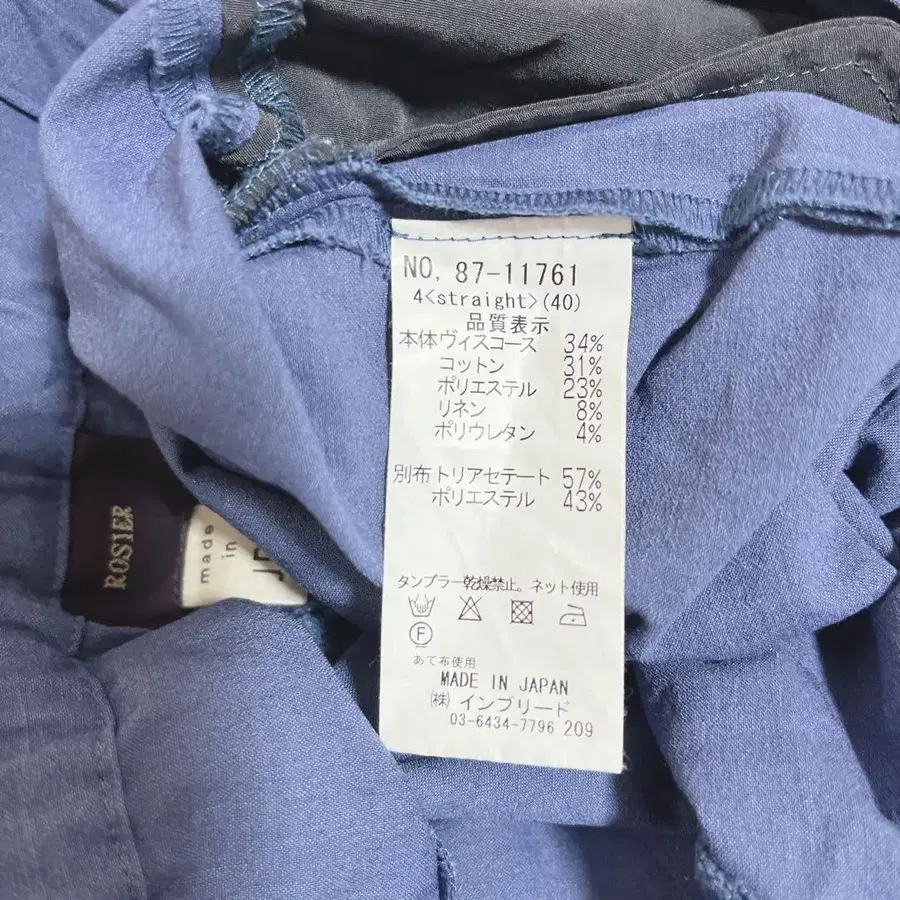 NO, 87-11761
4<straight>(40)
品質表示
本体ヴィスコース 34%
コットン 31%
ポリエステル 23%
リネン 8%
ポリウレタン 4%
別布トリアセテート 57%
ポリエステル 43%
タンブラー乾燥禁止。ネット使用
F
あて布使用
MADE IN JAPAN
㈱ インブリード
03-6434-7796 209
ROSIER
made
in